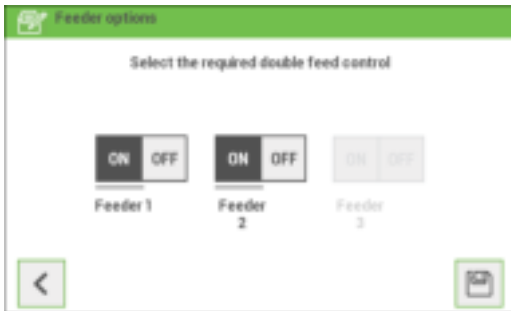 Feeder options
Select the required double feed control
ON OFF ON OFF ON OFF
Feeder 1 Feeder Feeder
2 3